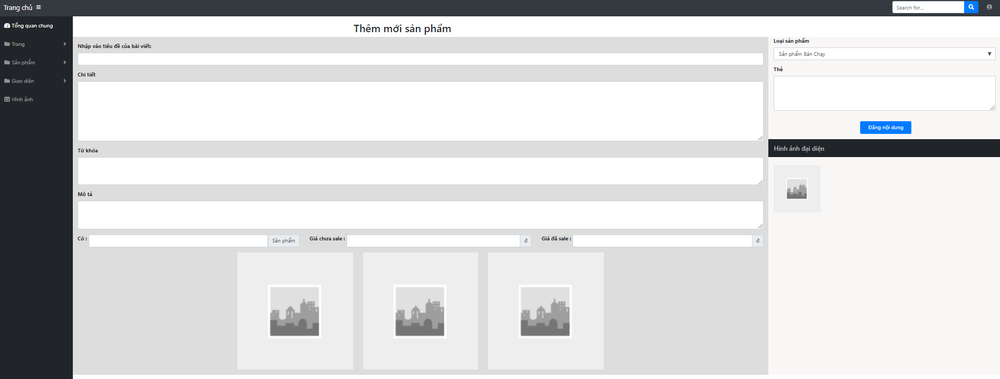 Trang chủ
Search for...
Tổng quan chung
Trang
Sản phẩm
Giao diện
Hình ảnh
Thêm mới sản phẩm
Nhập vào tiêu đề của bài viết:
Chi tiết
Từ khóa
Mô tả
Có :
Sản phẩm
Giá chưa sale :
đ
Giá đã sale :
đ
Loại sản phẩm
Sản phẩm Bán Chạy
Thẻ
Đăng nội dung
Hình ảnh đại diện